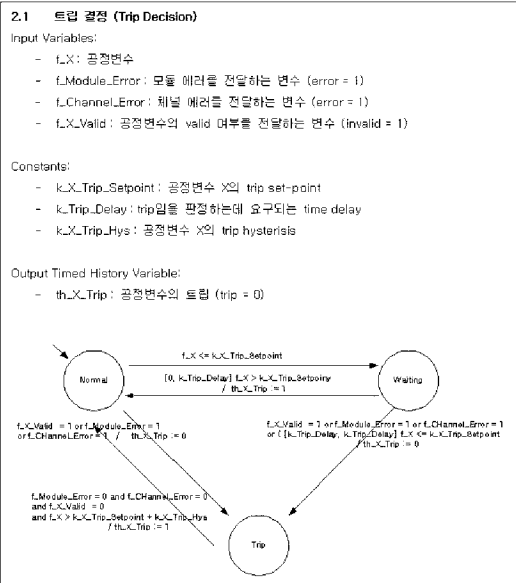 2.1 트립 결정 (Trip Decision)
Input Variables:
- f_X : 공정변수
- f_Module_Error : 모듈 에러를 전달하는 변수 (error = 1)
- f_Channel_Error : 채널 에러를 전달하는 변수 (error = 1)
- f_X_Valid : 공정변수의 valid 여부를 전달하는 변수 (invalid = 1)
Constants:
- k_X_Trip_Setpoint : 공정변수 X의 trip set-point
- k_Trip_Delay : trip임을 판정하는데 요구되는 time delay
- k_X_Trip_Hys : 공정변수 X의 trip hysterisis
Output Timed History Variable:
- th_X_Trip : 공정변수의 트립 (trip = 0)
f_X <= k_X_Trip_Setpoint
Normal
[0, k_Trip_Delay] f_X > k_X_Trip_Setpoiny
/ th_X_Trip := 1
Waiting
f_X_Valid = 1 or f_Module_Error = 1
or f_CHannel_Error = 1 / th_X_Trip := 0
f_X_Valid = 1 or f_Module_Error = 1 or f_CHannel_Error = 1
or ( [k_Trip_Delay, k_Trip_Delay] f_X <= k_X_Trip_Setpoint
/ th_X_Trip := 0
f_Module_Error = 0 and f_CHannel_Error = 0
and f_X_Valid = 0
and f_X > k_X_Trip_Setpoint + k_X_Trip_Hys
/ th_X_Trip := 1
Trip